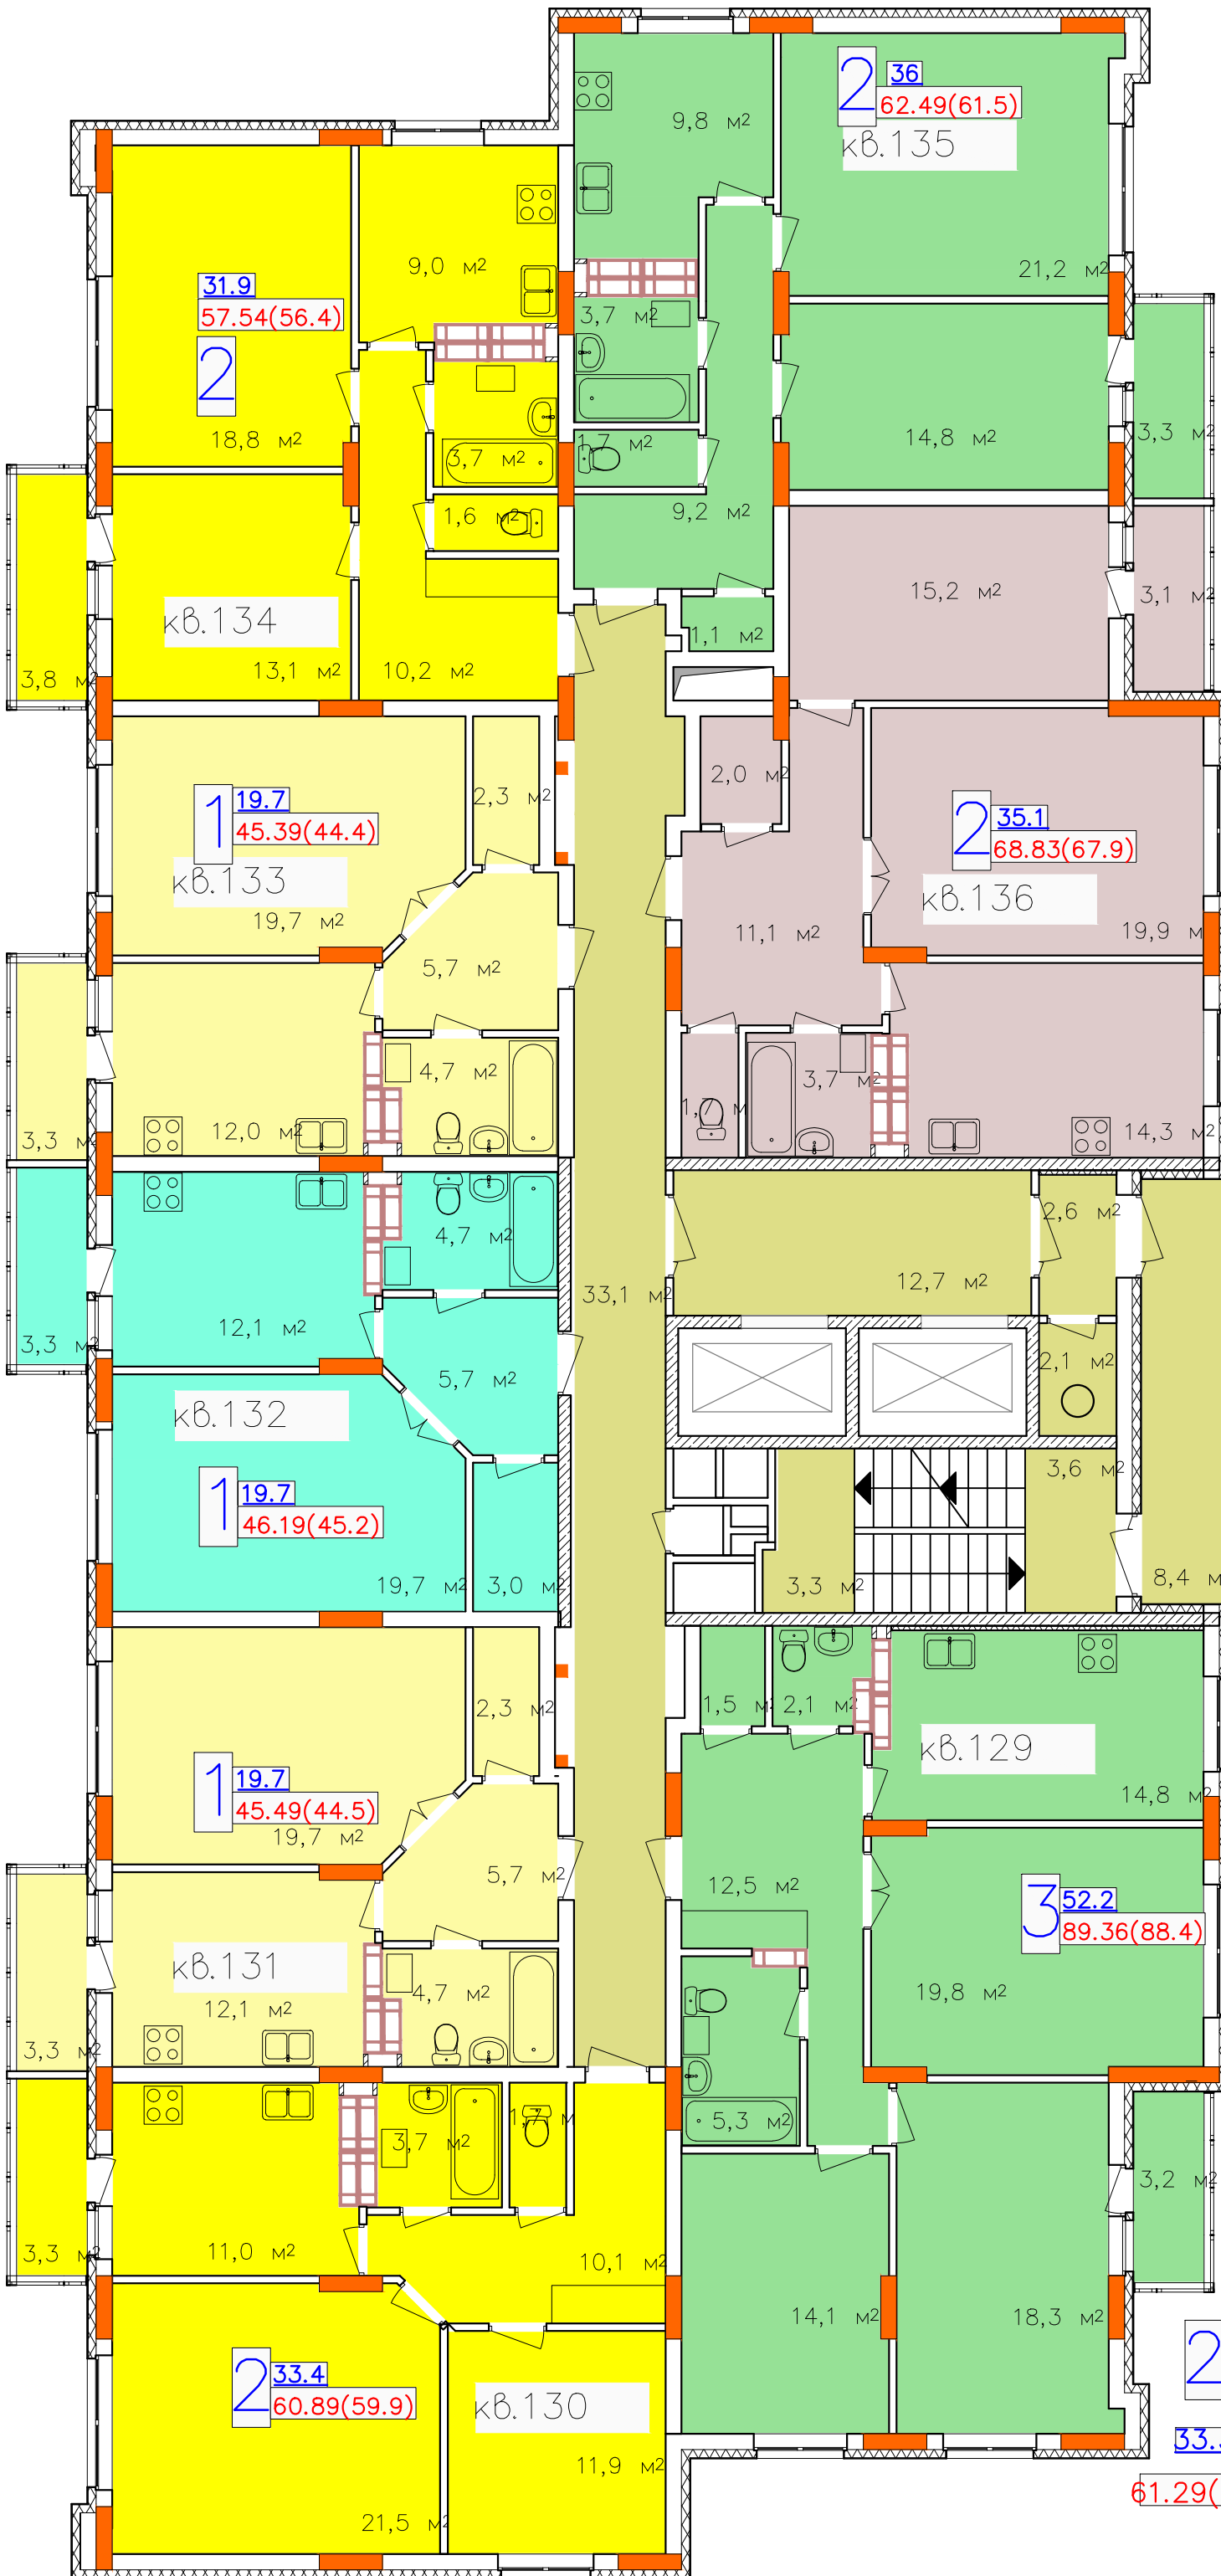 9,8 м2
2 36
62.49(61.5)
кв.135
21,2 м2
9,0 м2
31.9
57.54(56.4)
2
18,8 м2
3,7 м2
3,7 м2
1,7 м2
14,8 м2
3,3 м2
1,6 м2
9,2 м2
кв.134
3,8 м2
13,1 м2
10,2 м2
1,1 м2
15,2 м2
3,1 м2
1 19.7
45.39(44.4)
кв.133
19,7 м2
2,3 м2
2,0 м2
2 35.1
68.83(67.9)
кв.136
19,9 м
5,7 м2
11,1 м2
3,3 м2
12,0 м2
4,7 м2
1,7 м
3,7 м2
14,3 м2
3,3 м2
12,1 м2
4,7 м2
33,1 м2
12,7 м2
2,6 м2
2,1 м2
5,7 м2
кв.132
1 19.7
46.19(45.2)
19,7 м2
3,0 м2
3,3 м2
3,6 м2
8,4 м
2,3 м2
1,5 м2
2,1 м2
кв.129
14,8 м2
1 19.7
45.49(44.5)
19,7 м2
5,7 м2
12,5 м2
3 52.2
89.36(88.4)
19,8 м2
кв.131
12,1 м2
3,3 м2
4,7 м2
5,3 м2
3,2 м2
3,3 м2
11,0 м2
3,7 м2
1,7 м
10,1 м2
14,1 м2
18,3 м2
2 33.4
60.89(59.9)
кв.130
21,5 м2
11,9 м2
2
33.
61.29(